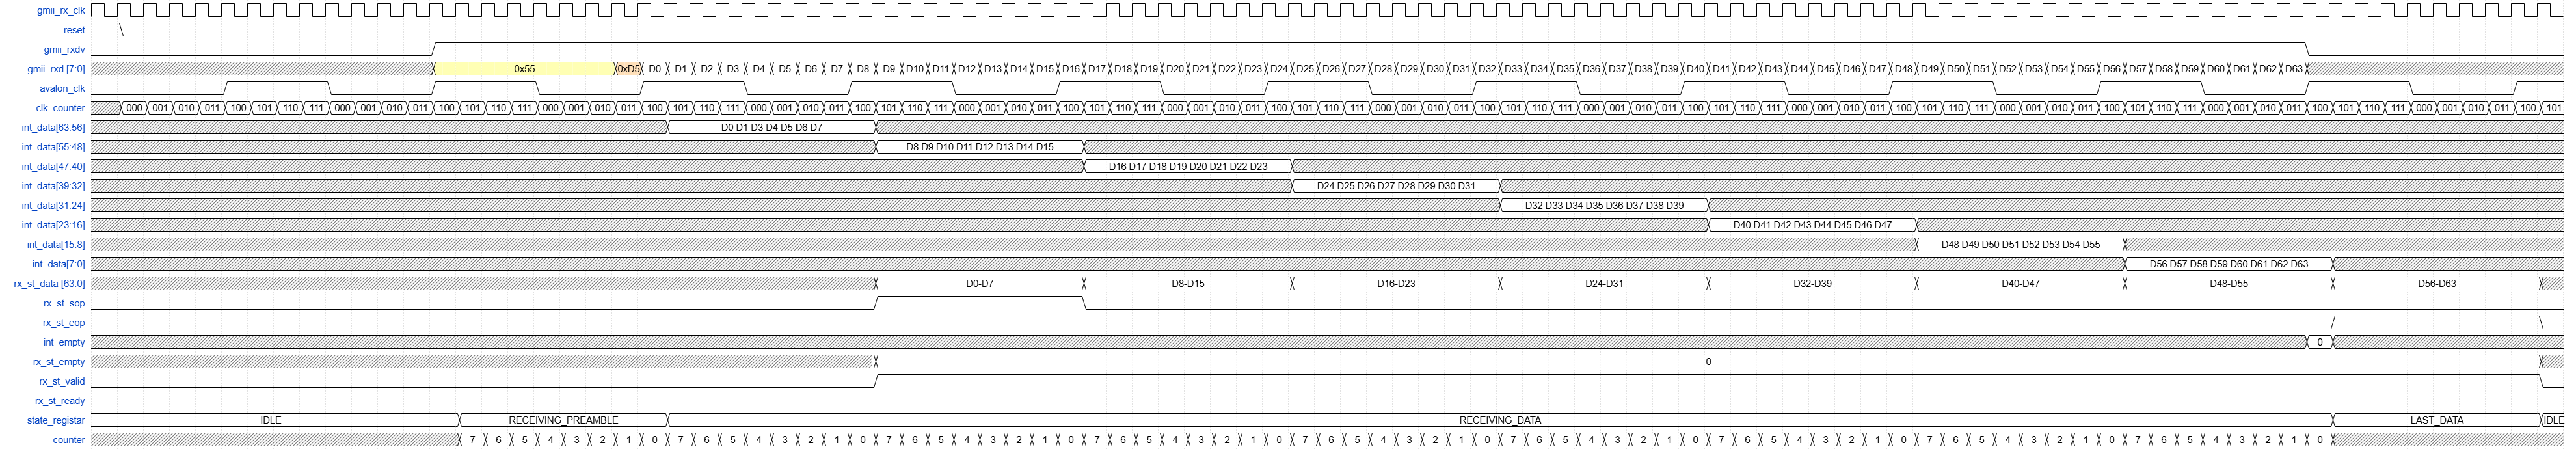 gmii_rx_clk
reset
gmii_rxdv
gmii_rxd [7:0] 0x55 0xD5 D0 D1 D2 D3 D4 D5 D6 D7 D8 D9 D10 D11 D12 D13 D14 D15 D16 D17 D18 D19 D20 D21 D22 D23 D24 D25 D26 D27 D28 D29 D30 D31 D32 D33 D34 D35 D36 D37 D38 D39 D40 D41 D42 D43 D44 D45 D46 D47 D48 D49 D50 D51 D52 D53 D54 D55 D56 D57 D58 D59 D60 D61 D62 D63
avalon_clk
clk_counter 000 001 010 011 100 101 110 111 000 001 010 011 100 101 110 111 000 001 010 011 100 101 110 111 000 001 010 011 100 101 110 111 000 001 010 011 100 101 110 111 000 001 010 011 100 101 110 111 000 001 010 011 100 101 110 111 000 001 010 011 100 101 110 111 000 001 010 011 100 101 110 111 000 001 010 011 100 101 110 111 000 001 010 011 100 101 110 111 000 001 010 011 100 101
int_data[63:56] D0 D1 D3 D4 D5 D6 D7
int_data[55:48] D8 D9 D10 D11 D12 D13 D14 D15
int_data[47:40] D16 D17 D18 D19 D20 D21 D22 D23
int_data[39:32] D24 D25 D26 D27 D28 D29 D30 D31
int_data[31:24] D32 D33 D34 D35 D36 D37 D38 D39
int_data[23:16] D40 D41 D42 D43 D44 D45 D46 D47
int_data[15:8] D48 D49 D50 D51 D52 D53 D54 D55
int_data[7:0] D56 D57 D58 D59 D60 D61 D62 D63
rx_st_data [63:0] D0-D7 D8-D15 D16-D23 D24-D31 D32-D39 D40-D47 D48-D55 D56-D63
rx_st_sop
rx_st_eop
int_empty 0
rx_st_empty 0
rx_st_valid
rx_st_ready
state_registar IDLE RECEIVING_PREAMBLE RECEIVING_DATA LAST_DATA IDLE
counter 7 6 5 4 3 2 1 0 7 6 5 4 3 2 1 0 7 6 5 4 3 2 1 0 7 6 5 4 3 2 1 0 7 6 5 4 3 2 1 0 7 6 5 4 3 2 1 0 7 6 5 4 3 2 1 0 7 6 5 4 3 2 1 0 7 6 5 4 3 2 1 0